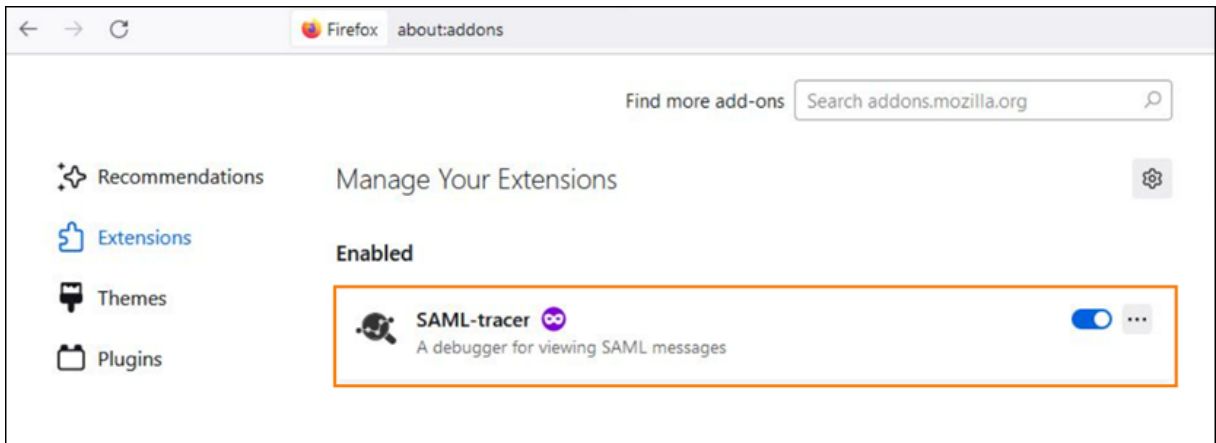 Firefox about:addons
Find more add-ons Search addons.mozilla.org
Recommendations
Manage Your Extensions
Extensions
Enabled
Themes
SAML-tracer
A debugger for viewing SAML messages
Plugins